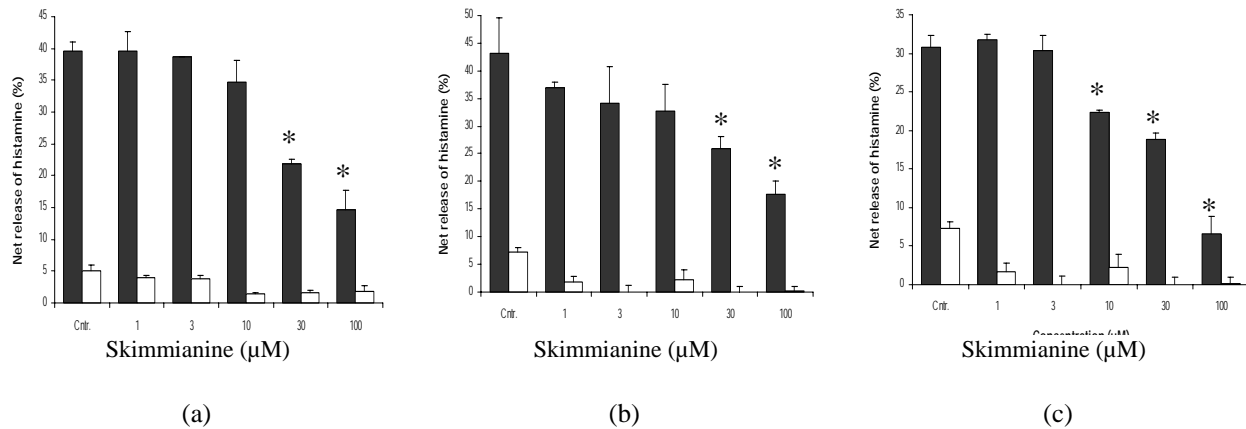 Net release of histamine (%)
45
40
35
30
25
20
15
10
5
0
* *
Cntr. 1 3 10 30 100
Skimmianine (µM)
(a)
Net release of histamine (%)
50
45
40
35
30
25
20
15
10
5
0
* *
Cntr. 1 3 10 30 100
Skimmianine (µM)
(b)
Net release of histamine (%)
35
30
25
20
15
10
5
0
* * *
Cntr. 1 3 10 30 100
Concentration (µM)
Skimmianine (µM)
(c)